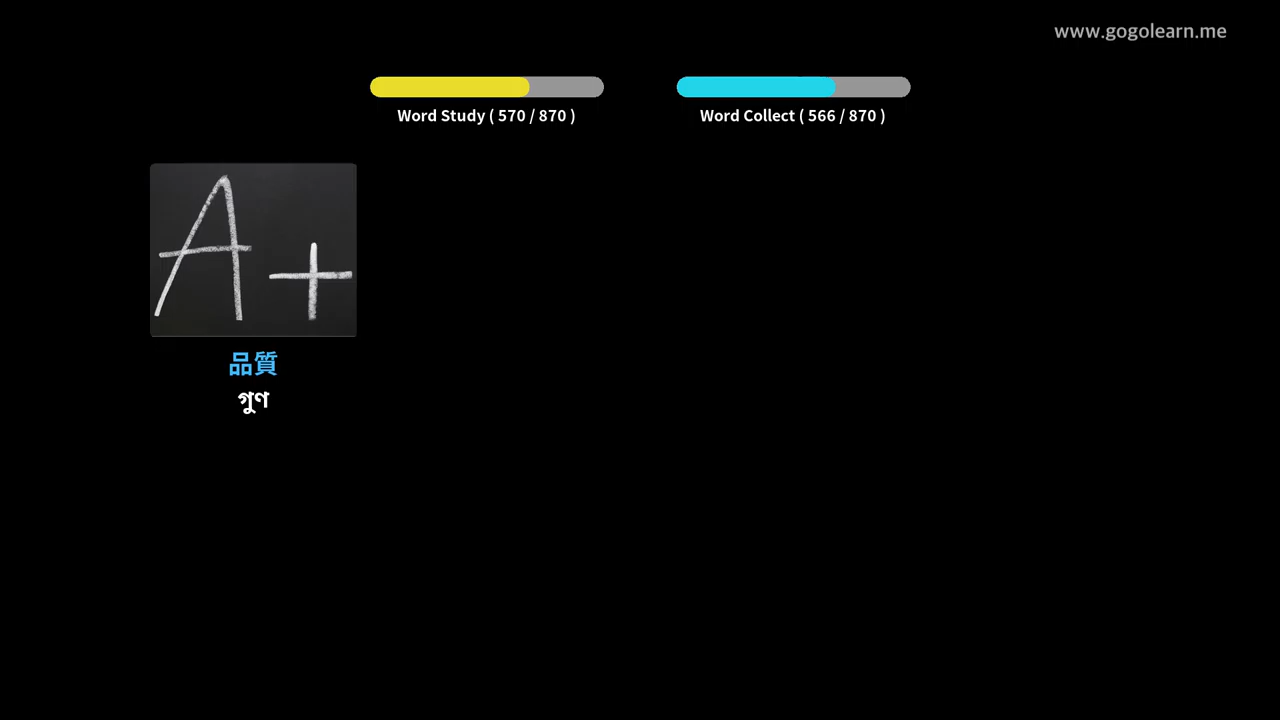 www.gogolearn.me
Word Study ( 570 / 870 )
Word Collect ( 566 / 870 )
A+
品質
গুণ